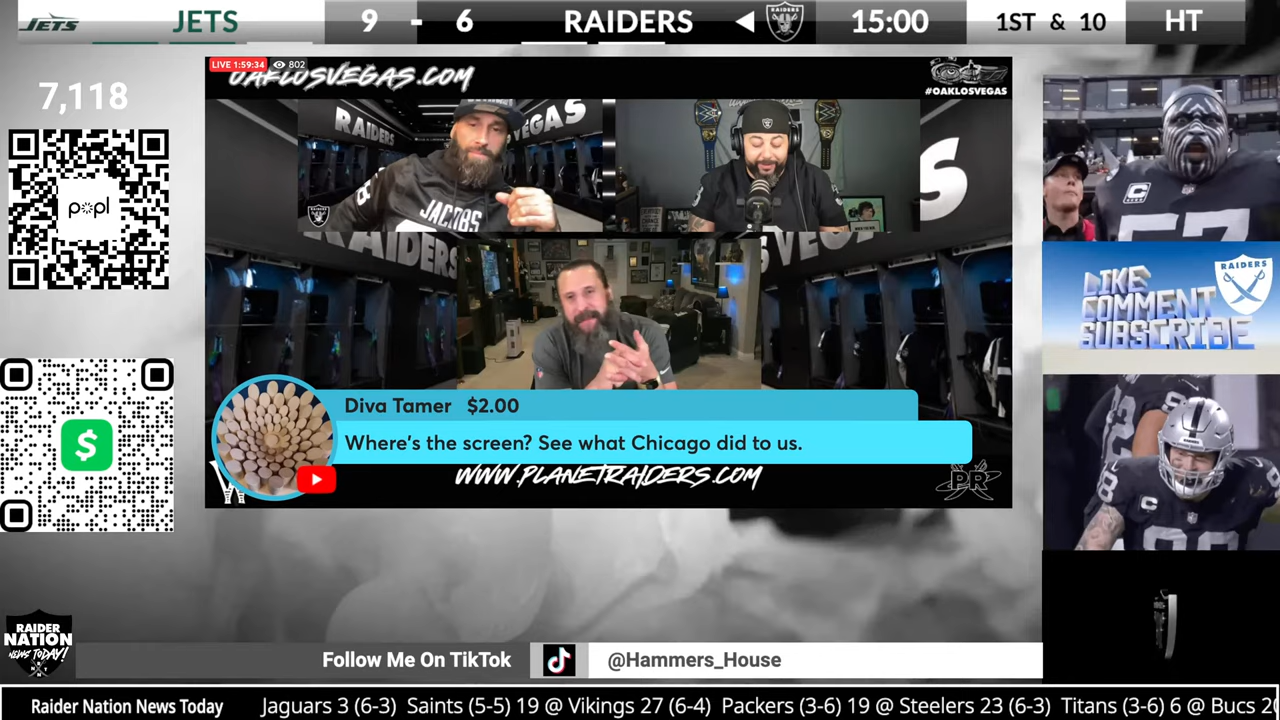 JETS
JETS
9 - 6
RAIDERS
RAIDERS
15:00
1ST & 10
HT
7,118
popl
$
LIVE 1:59:34
802
OAKLOSVEGAS.COM
#OAKLOSVEGAS
RAIDERS
VEGAS
JACOBS
S
RAIDERS
VEGA
Diva Tamer $2.00
Where's the screen? See what Chicago did to us.
WWW.PLANETRAIDERS.COM
PR
C
57
RAIDERS
LIKE
COMMENT
SUBSCRIBE
C
RAIDER
NATION
NEWS TODAY!
Follow Me On TikTok
@Hammers_House
Raider Nation News Today
Jaguars 3 (6-3) Saints (5-5) 19 @ Vikings 27 (6-4) Packers (3-6) 19 @ Steelers 23 (6-3) Titans (3-6) 6 @ Bucs